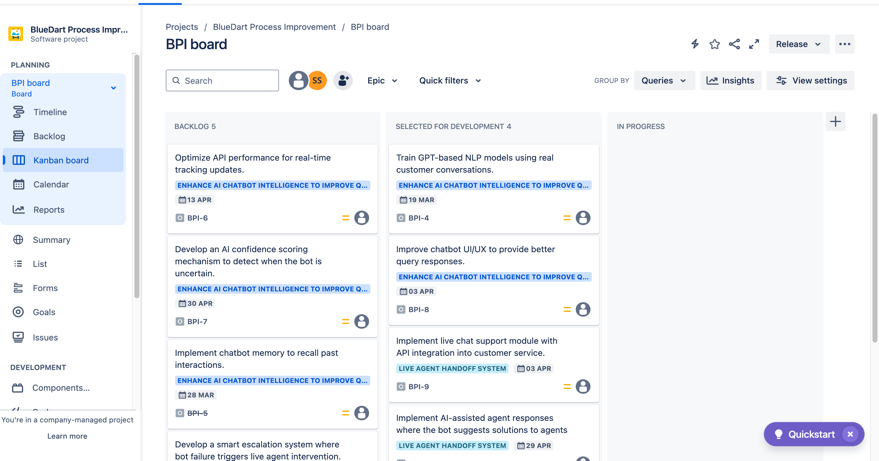 BlueDart Process Impr...
Software project
PLANNING
BPI board
Board
Timeline
Backlog
Kanban board
Calendar
Reports
Summary
List
Forms
Goals
Issues
DEVELOPMENT
Components...
You're in a company-managed project
Learn more
Projects / BlueDart Process Improvement / BPI board
BPI board
Release
Search
SS
Epic
Quick filters
GROUP BY
Queries
Insights
View settings
BACKLOG 5
Optimize API performance for real-time
tracking updates.
ENHANCE AI CHATBOT INTELLIGENCE TO IMPROVE Q...
13 APR
BPI-6
Develop an AI confidence scoring
mechanism to detect when the bot is
uncertain.
ENHANCE AI CHATBOT INTELLIGENCE TO IMPROVE Q...
30 APR
BPI-7
Implement chatbot memory to recall past
interactions.
ENHANCE AI CHATBOT INTELLIGENCE TO IMPROVE Q...
28 MAR
BPI-5
Develop a smart escalation system where
bot failure triggers live agent intervention.
SELECTED FOR DEVELOPMENT 4
Train GPT-based NLP models using real
customer conversations.
ENHANCE AI CHATBOT INTELLIGENCE TO IMPROVE Q...
19 MAR
BPI-4
Improve chatbot UI/UX to provide better
query responses.
ENHANCE AI CHATBOT INTELLIGENCE TO IMPROVE Q...
03 APR
BPI-8
Implement live chat support module with
API integration into customer service.
LIVE AGENT HANDOFF SYSTEM 03 APR
BPI-9
Implement AI-assisted agent responses
where the bot suggests solutions to agents
LIVE AGENT HANDOFF SYSTEM 29 APR
IN PROGRESS
Quickstart